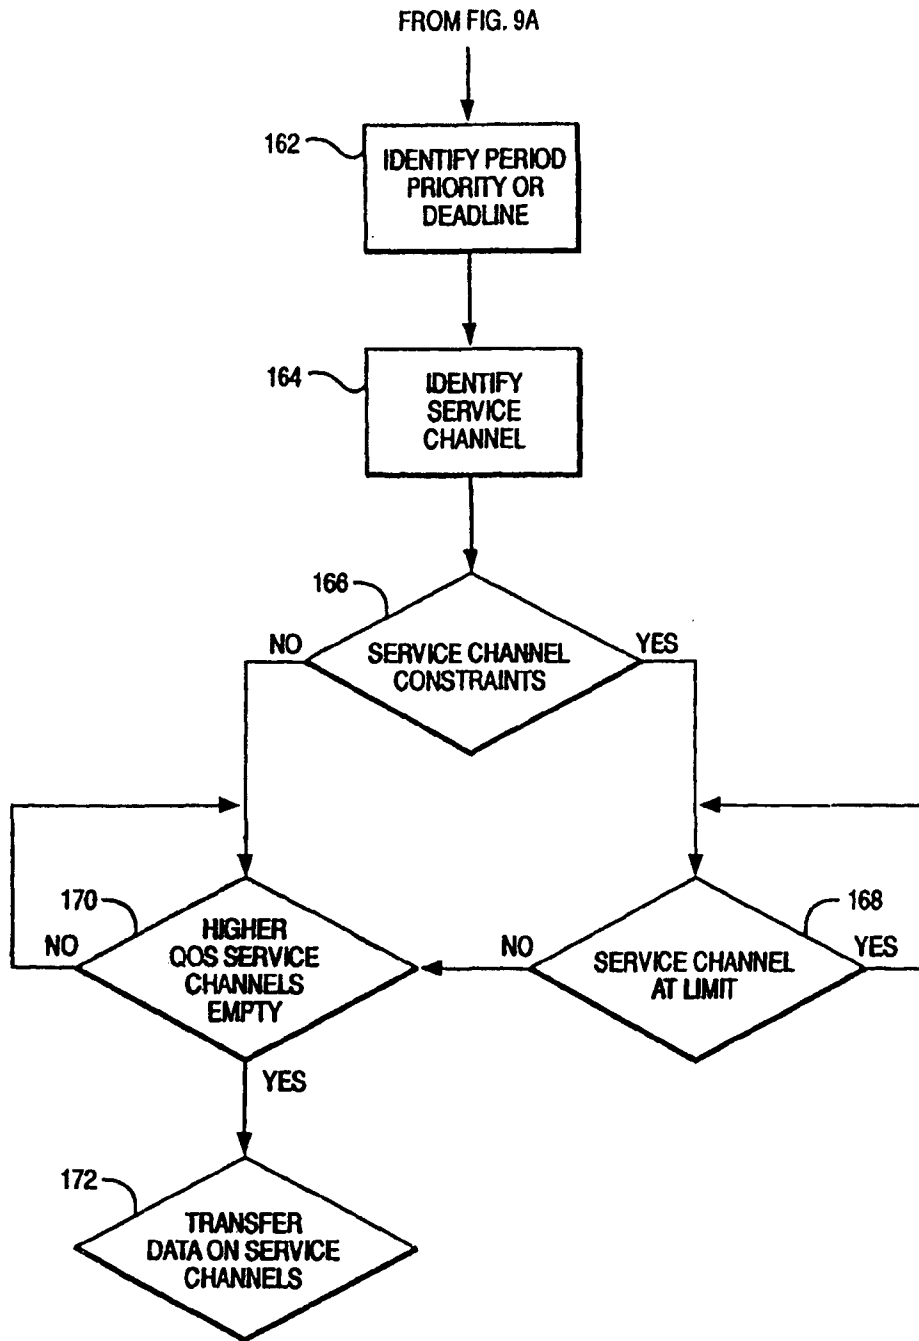 FROM FIG. 9A
162
IDENTIFY PERIOD
PRIORITY OR
DEADLINE
164
IDENTIFY
SERVICE
CHANNEL
166
NO
YES
SERVICE CHANNEL
CONSTRAINTS
170
NO
HIGHER
QOS SERVICE
CHANNELS
EMPTY
NO
168
SERVICE CHANNEL
AT LIMIT
YES
YES
172
TRANSFER
DATA ON SERVICE
CHANNELS